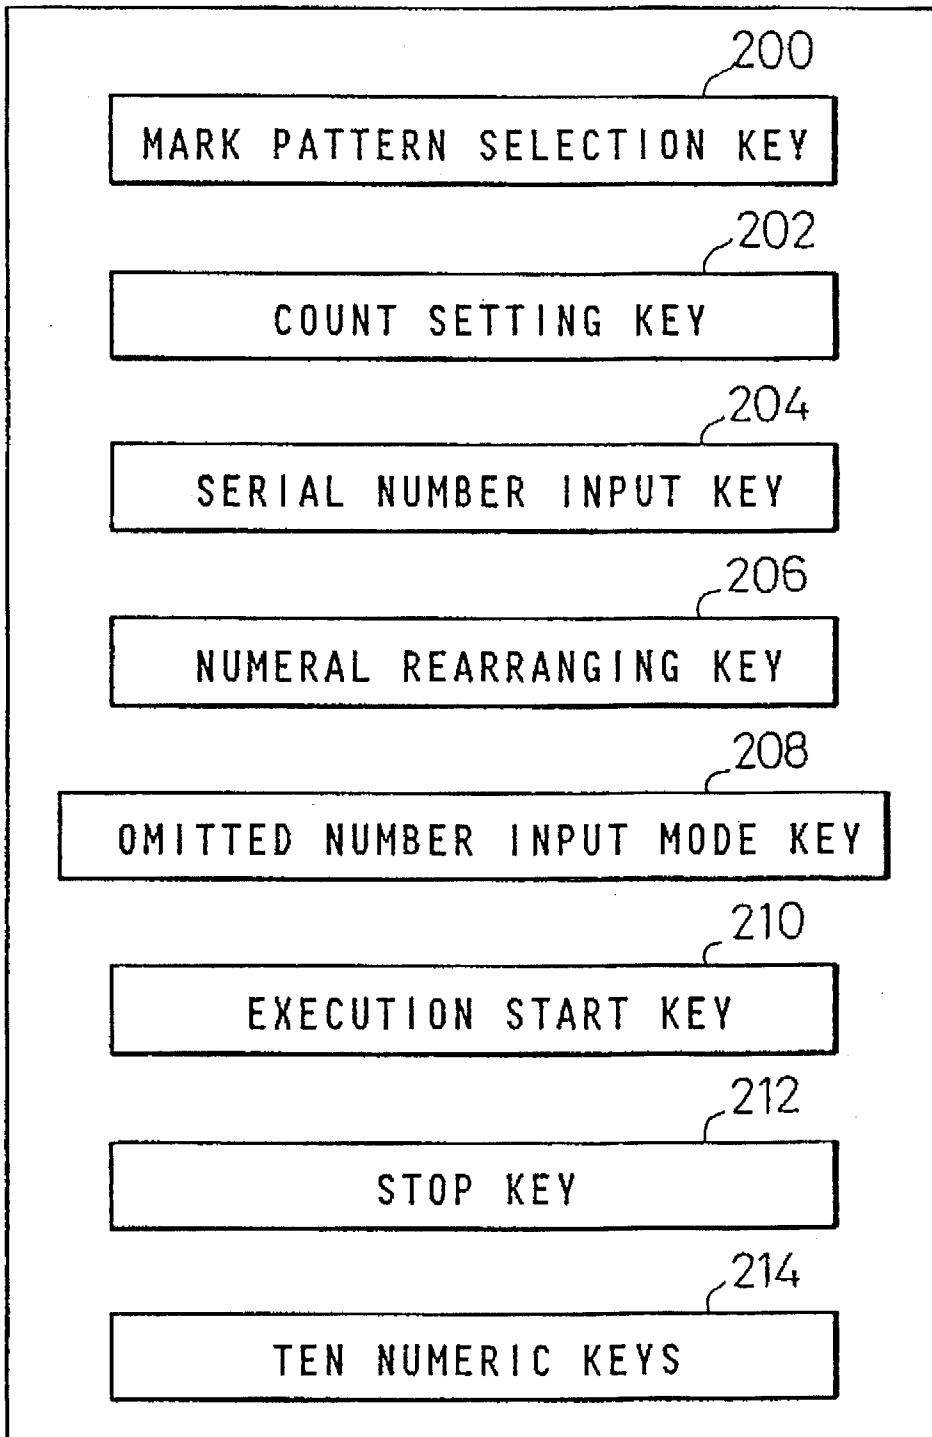 200
MARK PATTERN SELECTION KEY
202
COUNT SETTING KEY
204
SERIAL NUMBER INPUT KEY
206
NUMERAL REARRANGING KEY
208
OMITTED NUMBER INPUT MODE KEY
210
EXECUTION START KEY
212
STOP KEY
214
TEN NUMERIC KEYS